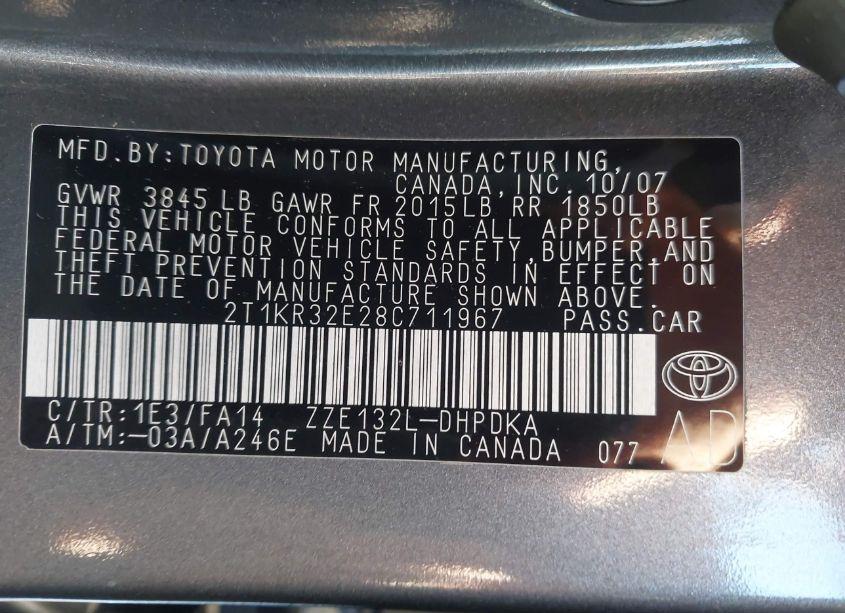 MFD.BY:TOYOTA MOTOR MANUFACTURING,
CANADA,INC. 10/07
GVWR 3845 LB GAWR FR 2015LB RR 1850LB
THIS VEHICLE CONFORMS TO ALL APPLICABLE
FEDERAL MOTOR VEHICLE SAFETY,BUMPER,AND
THEFT PREVENTION STANDARDS IN EFFECT ON
THE DATE OF MANUFACTURE SHOWN ABOVE.
2T1KR32E28C711967 PASS.CAR
C/TR:1E3/FA14 ZZE132L-DHPDKA
A/TM:-03A/A246E MADE IN CANADA 077 AD